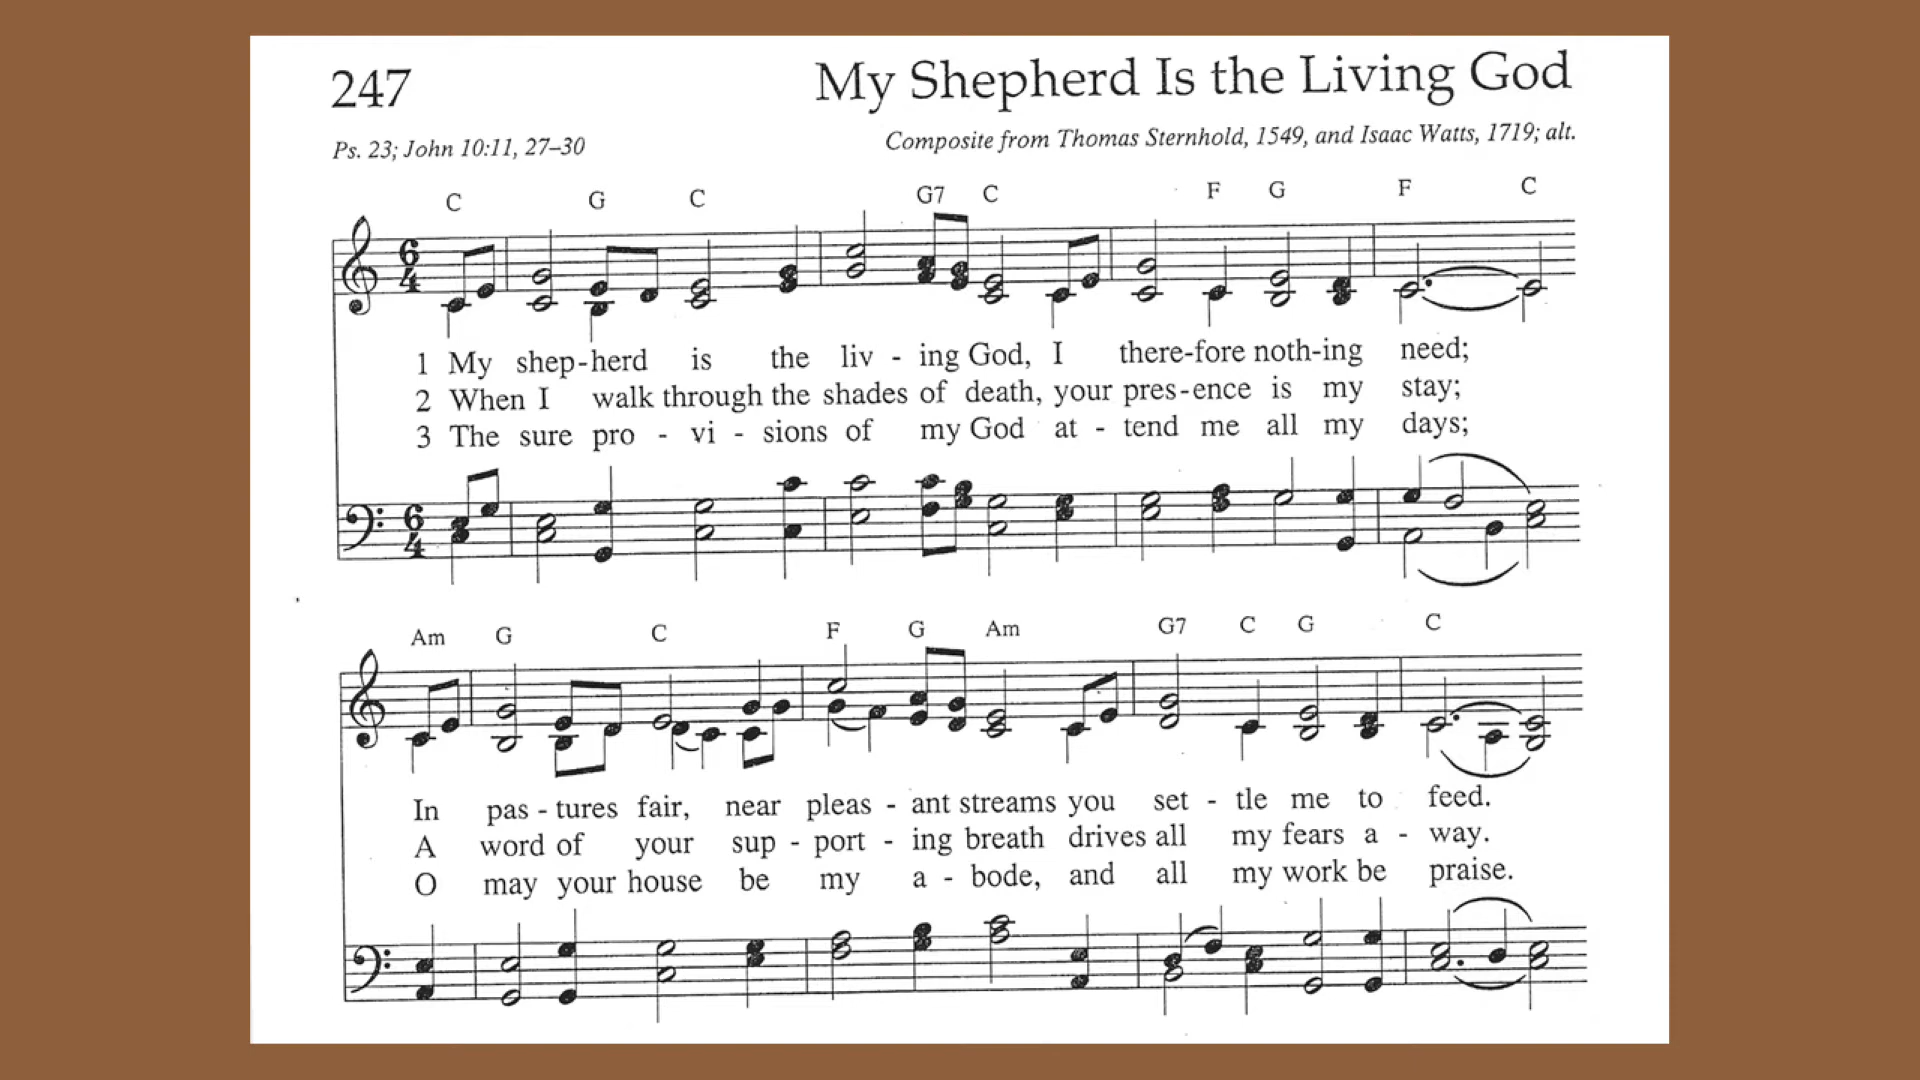 247 My Shepherd Is the Living God
Ps. 23; John 10:11, 27–30 Composite from Thomas Sternhold, 1549, and Isaac Watts, 1719; alt.
C G C G7 C F G F C
6 4
1 My shep-herd is the liv - ing God, I there-fore noth-ing need;
2 When I walk through the shades of death, your pres-ence is my stay;
3 The sure pro - vi - sions of my God at - tend me all my days;
6 4
Am G C F G Am G7 C G C
In pas - tures fair, near pleas - ant streams you set - tle me to feed.
A word of your sup - port - ing breath drives all my fears a - way.
O may your house be my a - bode, and all my work be praise.